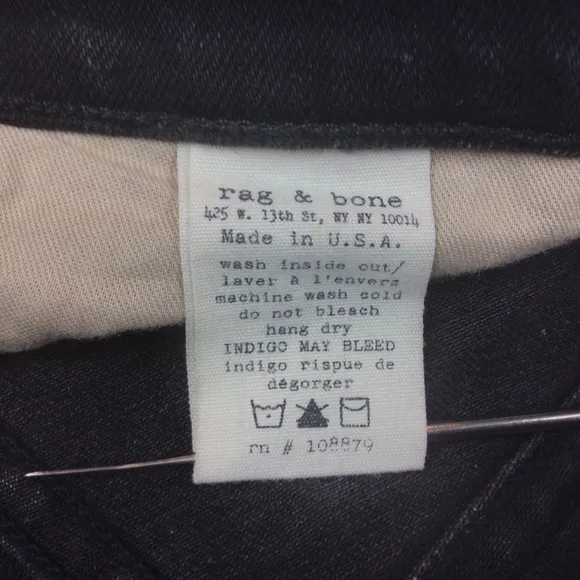 rag & bone
425 W. 13th St, NY NY 10014
Made in U.S.A.
wash inside out/
laver à l'envers
machine wash cold
do not bleach
hang dry
INDIGO MAY BLEED
indigo rispue de
dégorger
rn # 108879